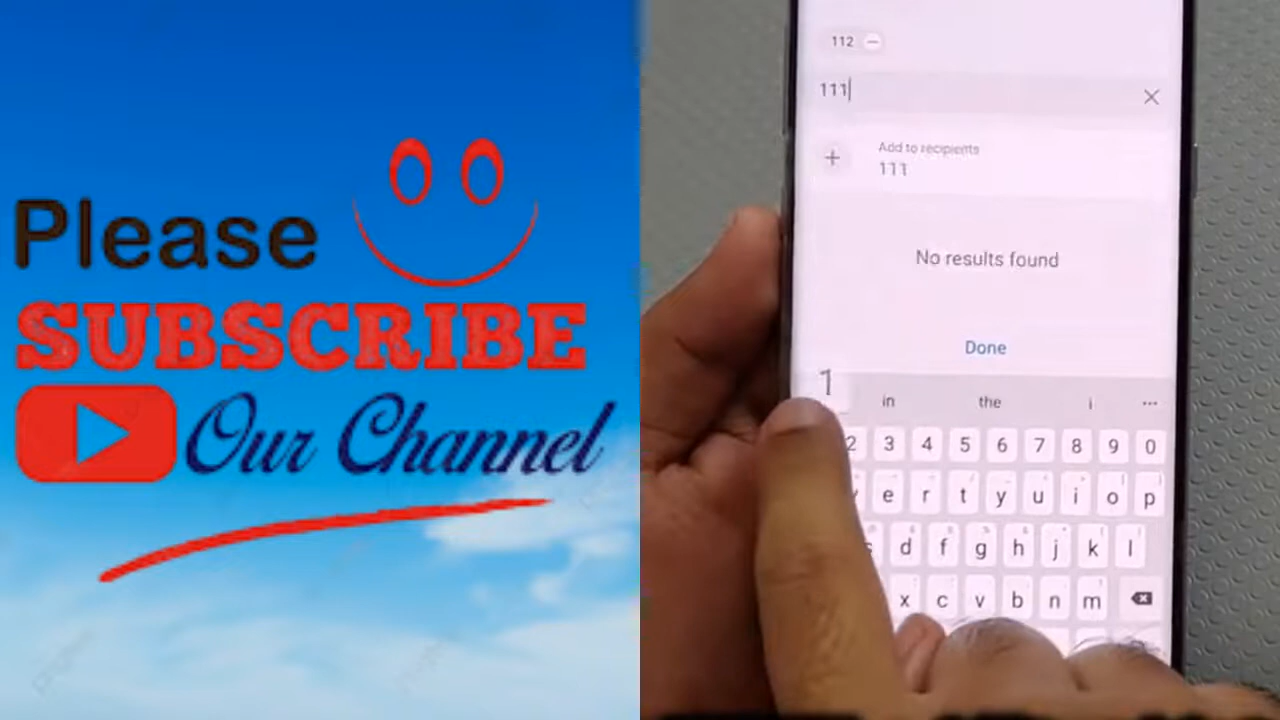 Please
SUBSCRIBE
Our Channel
112
111
Add to recipients
111
No results found
Done
1
in the i ...
2 3 4 5 6 7 8 9 0
e r t y u i o p
d f g h j k l
x c v b n m